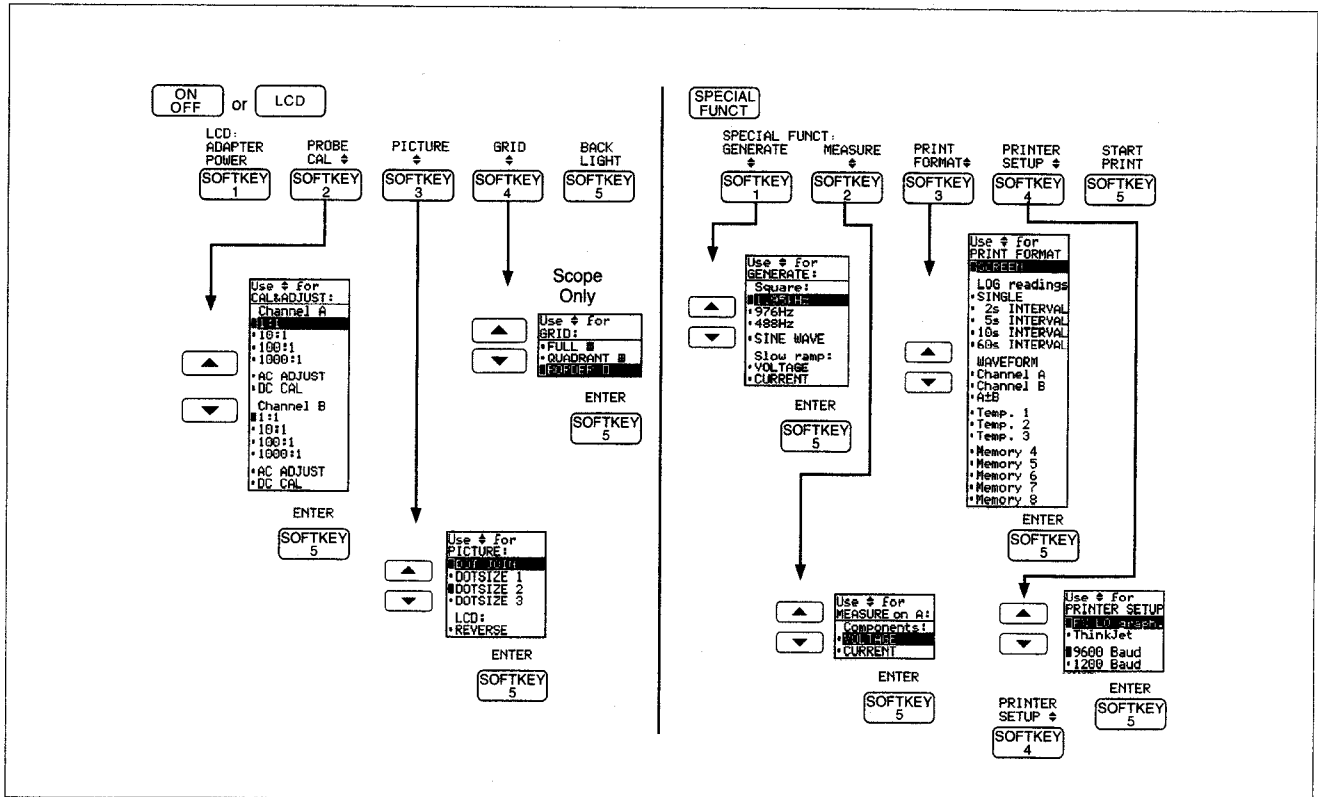 ON
OFF
or
LCD
LCD:
ADAPTER
POWER
SOFTKEY
1
PROBE
CAL ⬍
SOFTKEY
2
PICTURE
⬍
SOFTKEY
3
GRID
⬍
SOFTKEY
4
BACK
LIGHT
SOFTKEY
5
Use ⬍ for
CAL&ADJUST:
Channel A
1:1
10:1
100:1
1000:1
AC ADJUST
DC CAL
Channel B
1:1
10:1
100:1
1000:1
AC ADJUST
DC CAL
ENTER
SOFTKEY
5
Use ⬍ for
PICTURE:
DOT JOIN
DOTSIZE 1
DOTSIZE 2
DOTSIZE 3
LCD:
REVERSE
ENTER
SOFTKEY
5
Scope
Only
Use ⬍ for
GRID:
FULL
QUADRANT
BORDER
ENTER
SOFTKEY
5
SPECIAL
FUNCT
SPECIAL FUNCT:
GENERATE
⬍
SOFTKEY
1
MEASURE
⬍
SOFTKEY
2
PRINT
FORMAT⬍
SOFTKEY
3
PRINTER
SETUP ⬍
SOFTKEY
4
START
PRINT
SOFTKEY
5
Use ⬍ for
GENERATE:
Square:
1.95kHz
976Hz
488Hz
SINE WAVE
Slow ramp:
VOLTAGE
CURRENT
ENTER
SOFTKEY
5
Use ⬍ for
MEASURE on A:
Components:
VOLTAGE
CURRENT
ENTER
SOFTKEY
5
Use ⬍ for
PRINT FORMAT
SCREEN
LOG readings
SINGLE
2s INTERVAL
5s INTERVAL
10s INTERVAL
60s INTERVAL
WAVEFORM
Channel A
Channel B
A±B
Temp. 1
Temp. 2
Temp. 3
Memory 4
Memory 5
Memory 6
Memory 7
Memory 8
ENTER
SOFTKEY
5
Use ⬍ for
PRINTER SETUP
graph.
ThinkJet
9600 Baud
1200 Baud
ENTER
SOFTKEY
5
PRINTER
SETUP ⬍
SOFTKEY
4